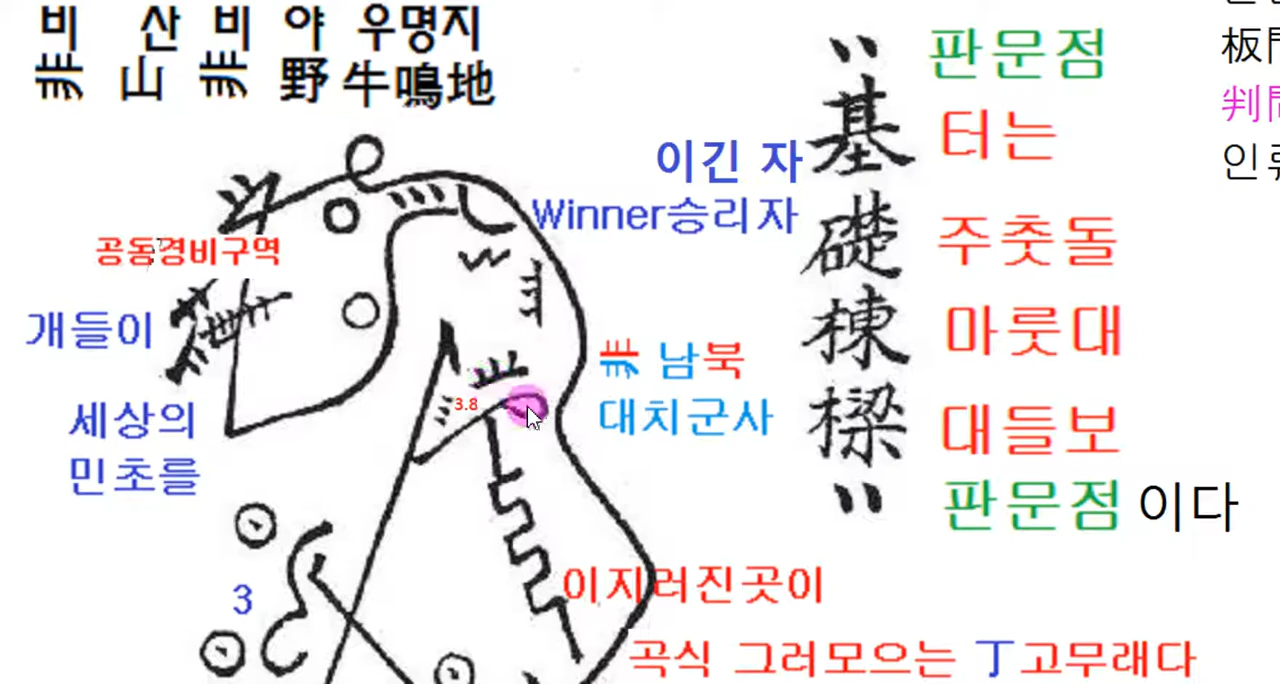 비 산 비 야 우명지
非 山 非 野 牛鳴地
판문점
基 터는
礎 주춧돌
棟 마룻대
樑 대들보
판문점이다
이긴 자
Winner승리자
공동경비구역
개들이
세상의
민초를
3.8
非 남북
대치군사
3
이지러진곳이
곡식 그러모으는 丁고무래다
板
判